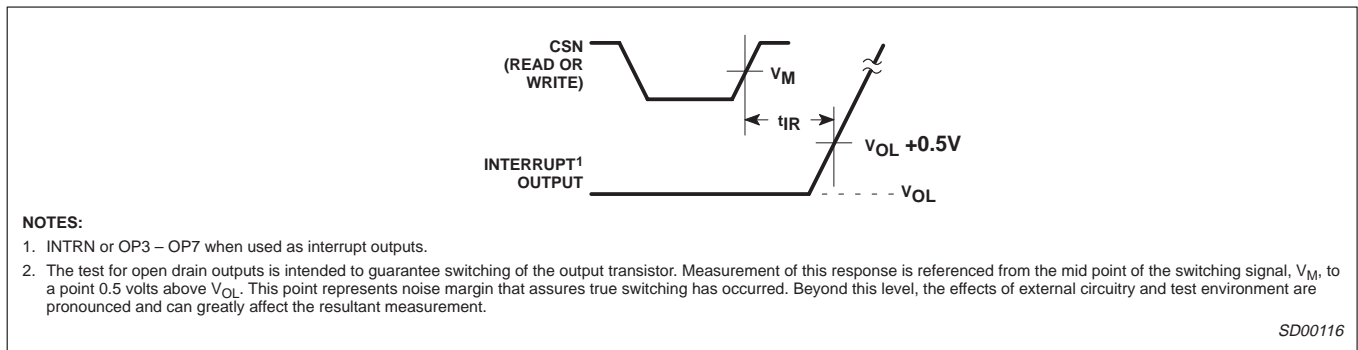 CSN
(READ OR
WRITE)
VM
tIR
VOL +0.5V
INTERRUPT1
OUTPUT
VOL
NOTES:
1. INTRN or OP3 – OP7 when used as interrupt outputs.
2. The test for open drain outputs is intended to guarantee switching of the output transistor. Measurement of this response is referenced from the mid point of the switching signal, VM, to
a point 0.5 volts above VOL. This point represents noise margin that assures true switching has occurred. Beyond this level, the effects of external circuitry and test environment are
pronounced and can greatly affect the resultant measurement.
SD00116